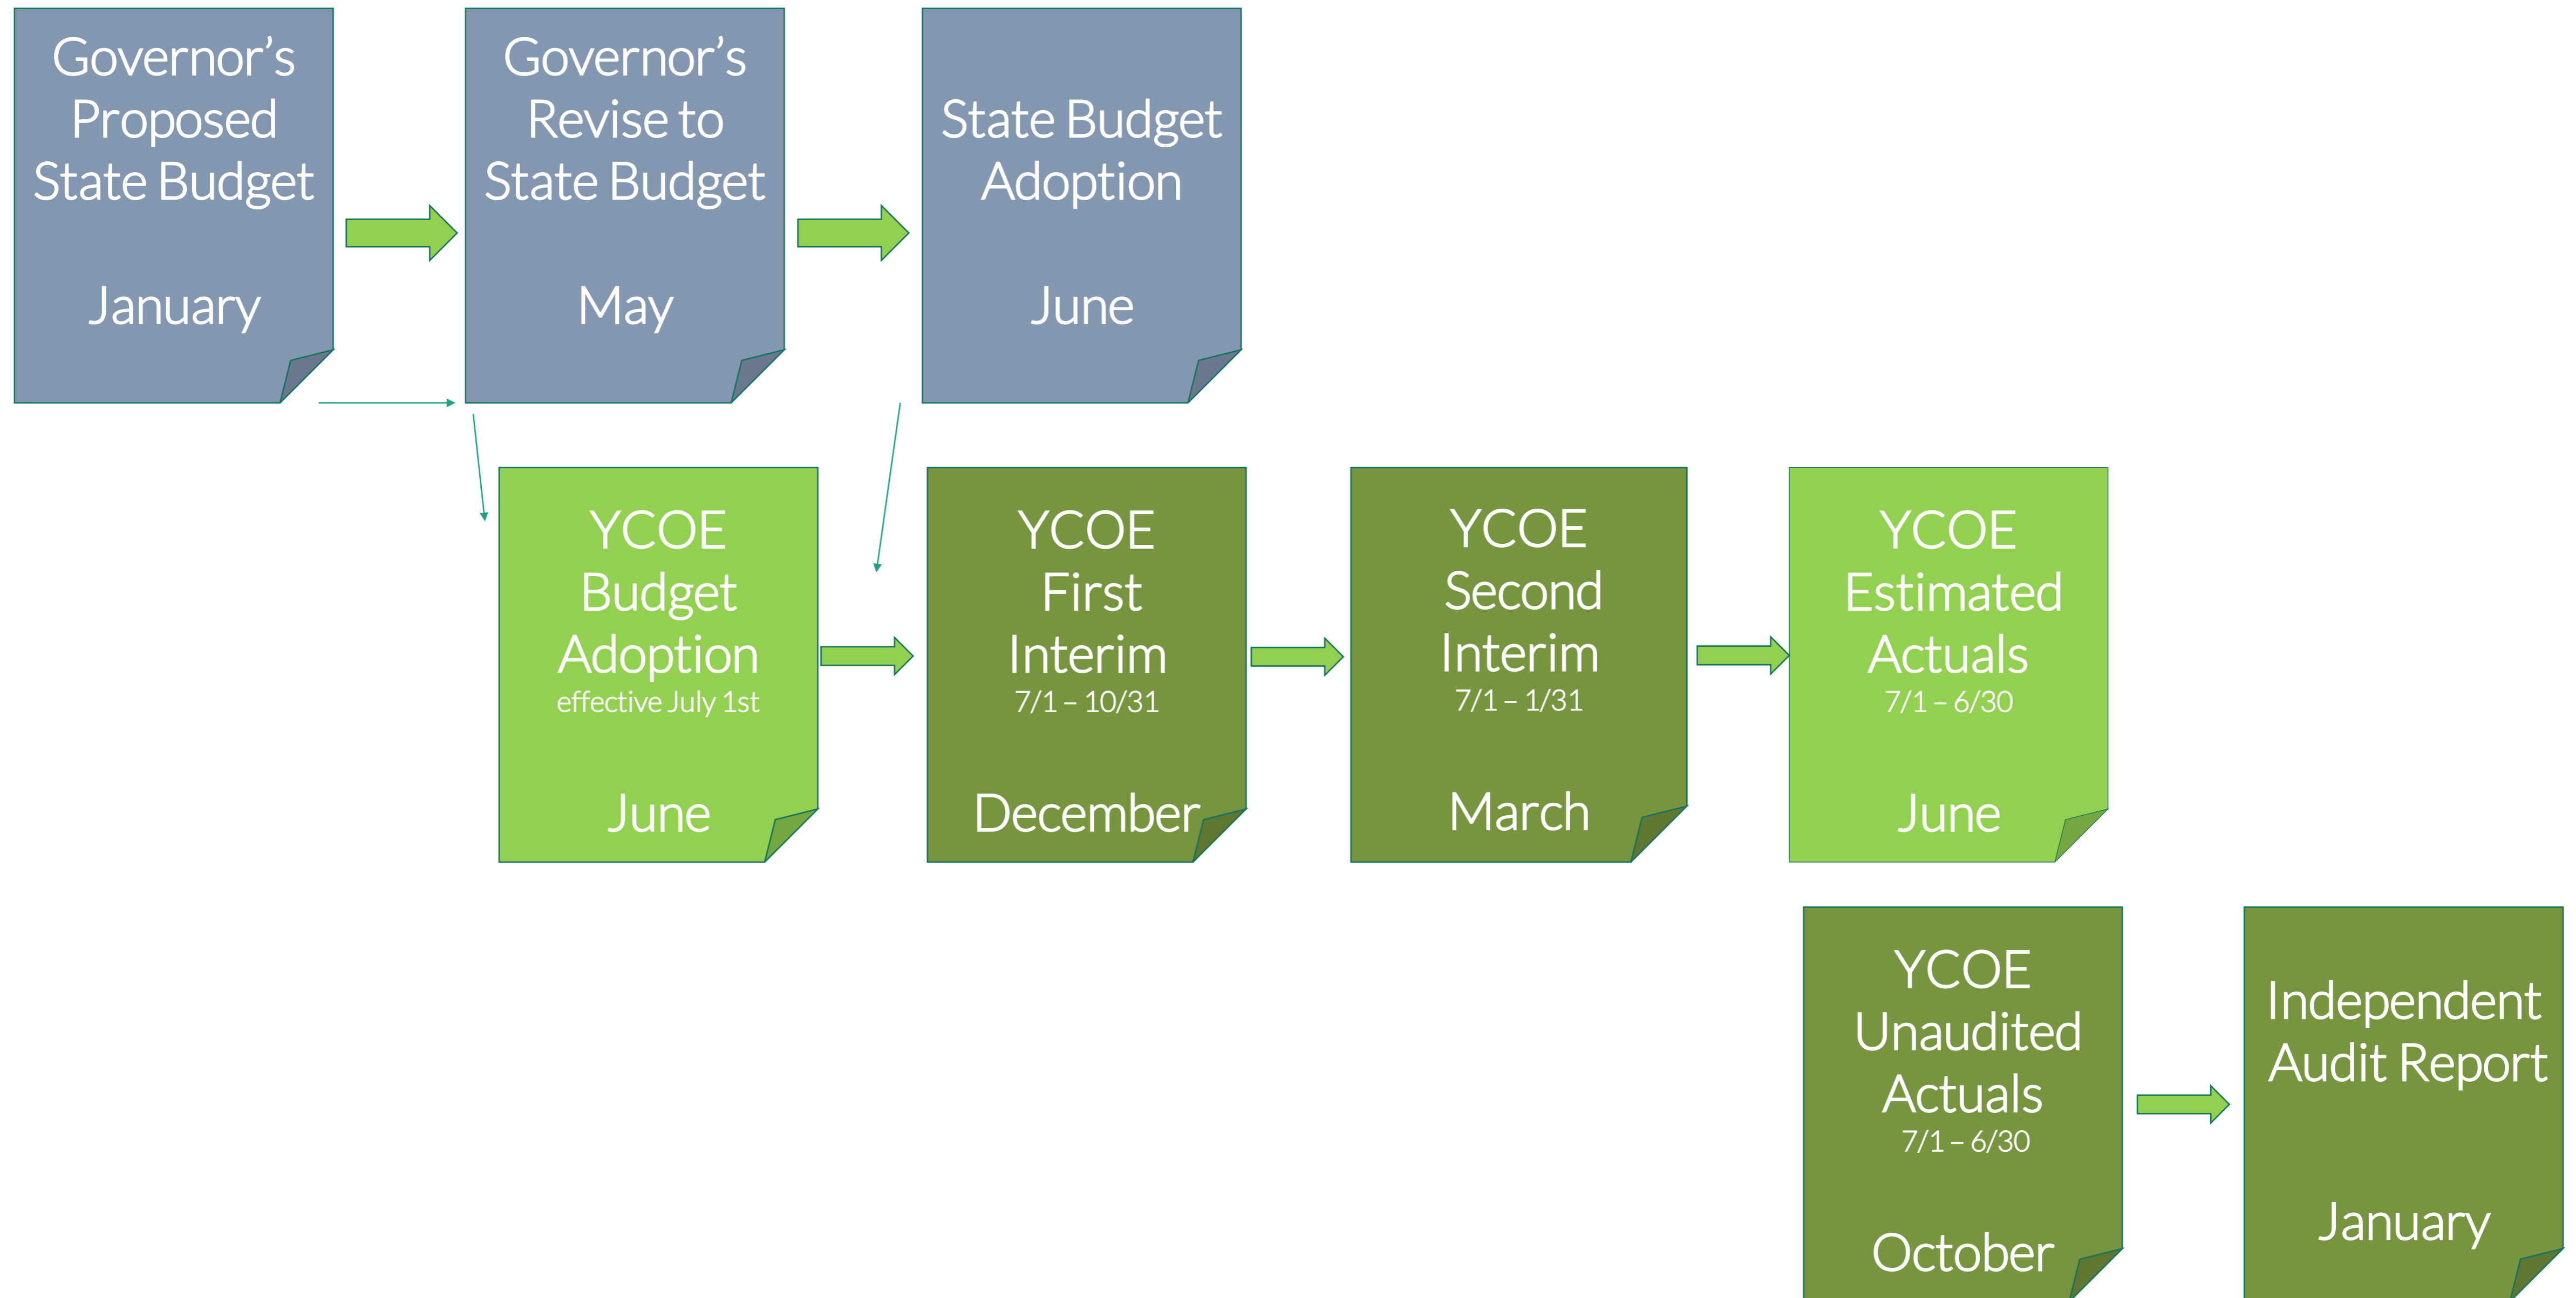 Governor’s
Proposed
State Budget
January
Governor’s
Revise to
State Budget
May
State Budget
Adoption
June
YCOE
Budget
Adoption
effective July 1st
June
YCOE
First
Interim
7/1 – 10/31
December
YCOE
Second
Interim
7/1 – 1/31
March
YCOE
Estimated
Actuals
7/1 – 6/30
June
YCOE
Unaudited
Actuals
7/1 – 6/30
October
Independent
Audit Report
January